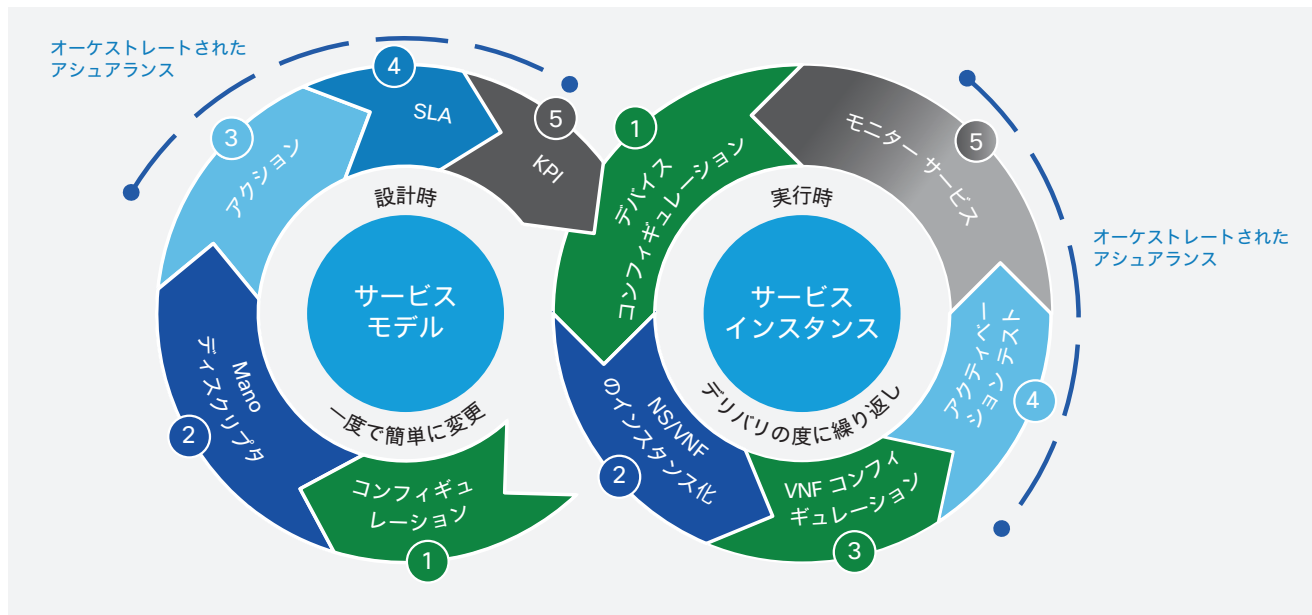 オーケストレートされた
アシュアランス
設計時
サービス
モデル
一度で簡単に変更
1
コンフィギュ
レーション
2
Mano
ディスクリプタ
3
アクション
4
SLA
5
KPI
実行時
サービス
インスタンス
デリバリの度に繰り返し
1
デバイス
コンフィギュレーション
2
NS/VNF
のインスタンス化
3
VNF コンフィ
ギュレーション
4
アクティベー
ション テスト
5
モニター サービス
オーケストレートされた
アシュアランス